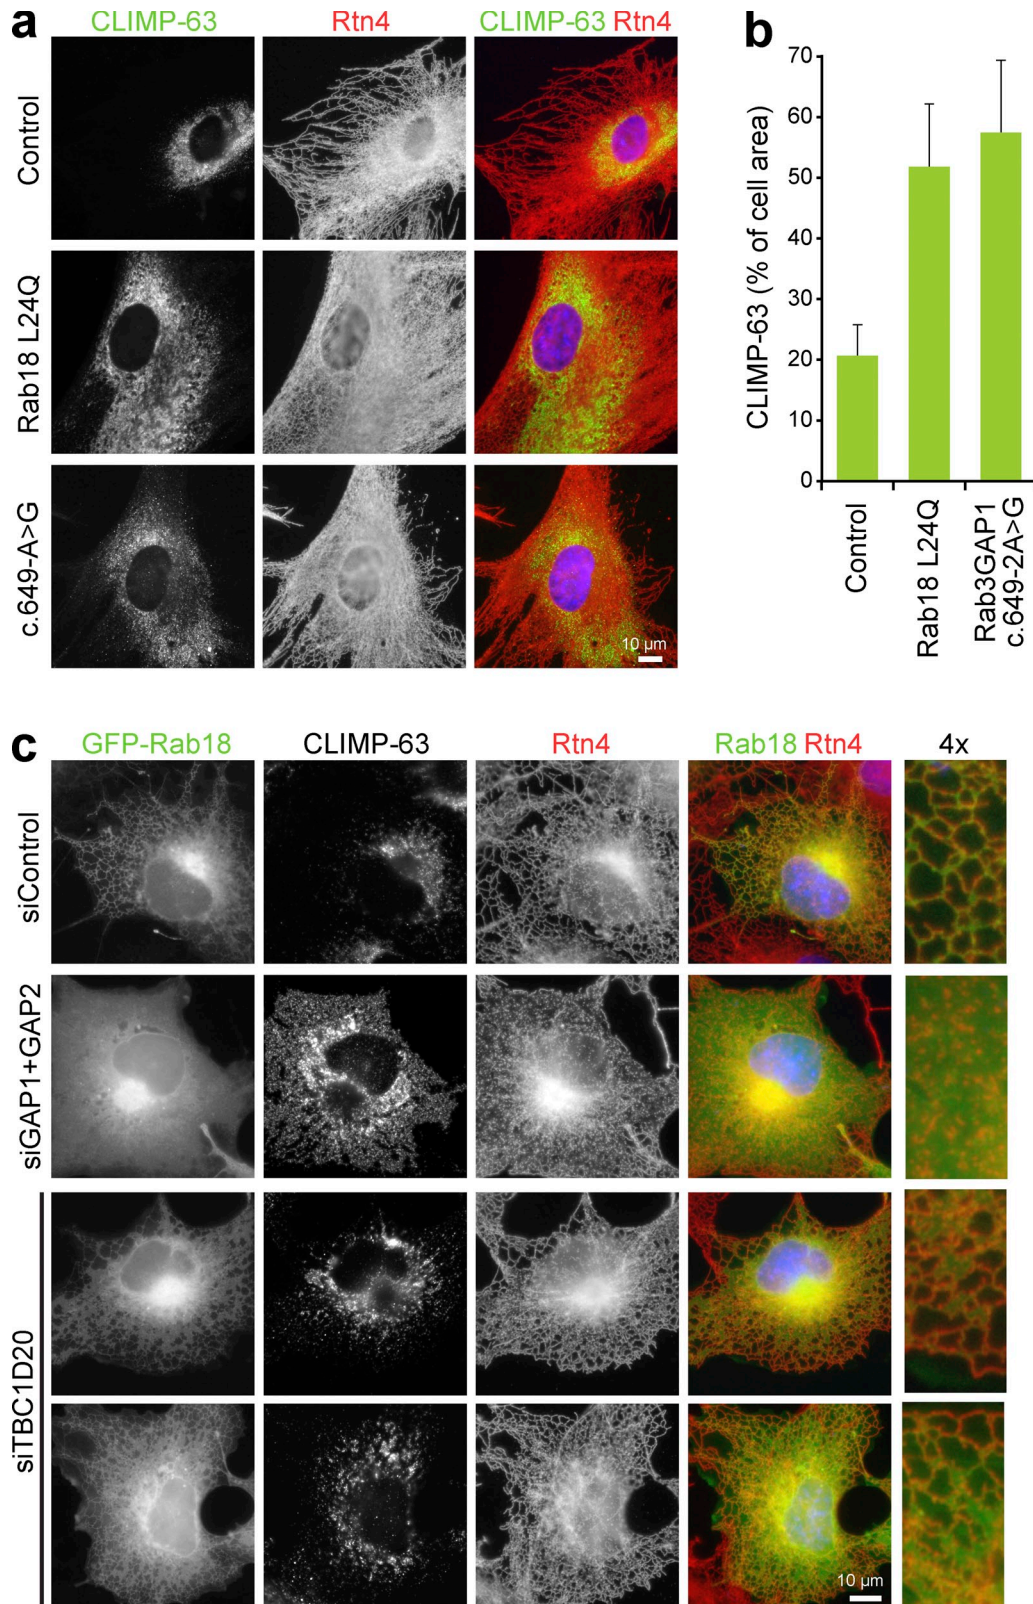 a
CLIMP-63
Rtn4
CLIMP-63 Rtn4
Control
Rab18 L24Q
c.649-A>G
10 µm
b
CLIMP-63 (% of cell area)
70
60
50
40
30
20
10
0
Control
Rab18 L24Q
Rab3GAP1
c.649-2A>G
c
GFP-Rab18
CLIMP-63
Rtn4
Rab18 Rtn4
4x
siControl
siGAP1+GAP2
siTBC1D20
10 µm